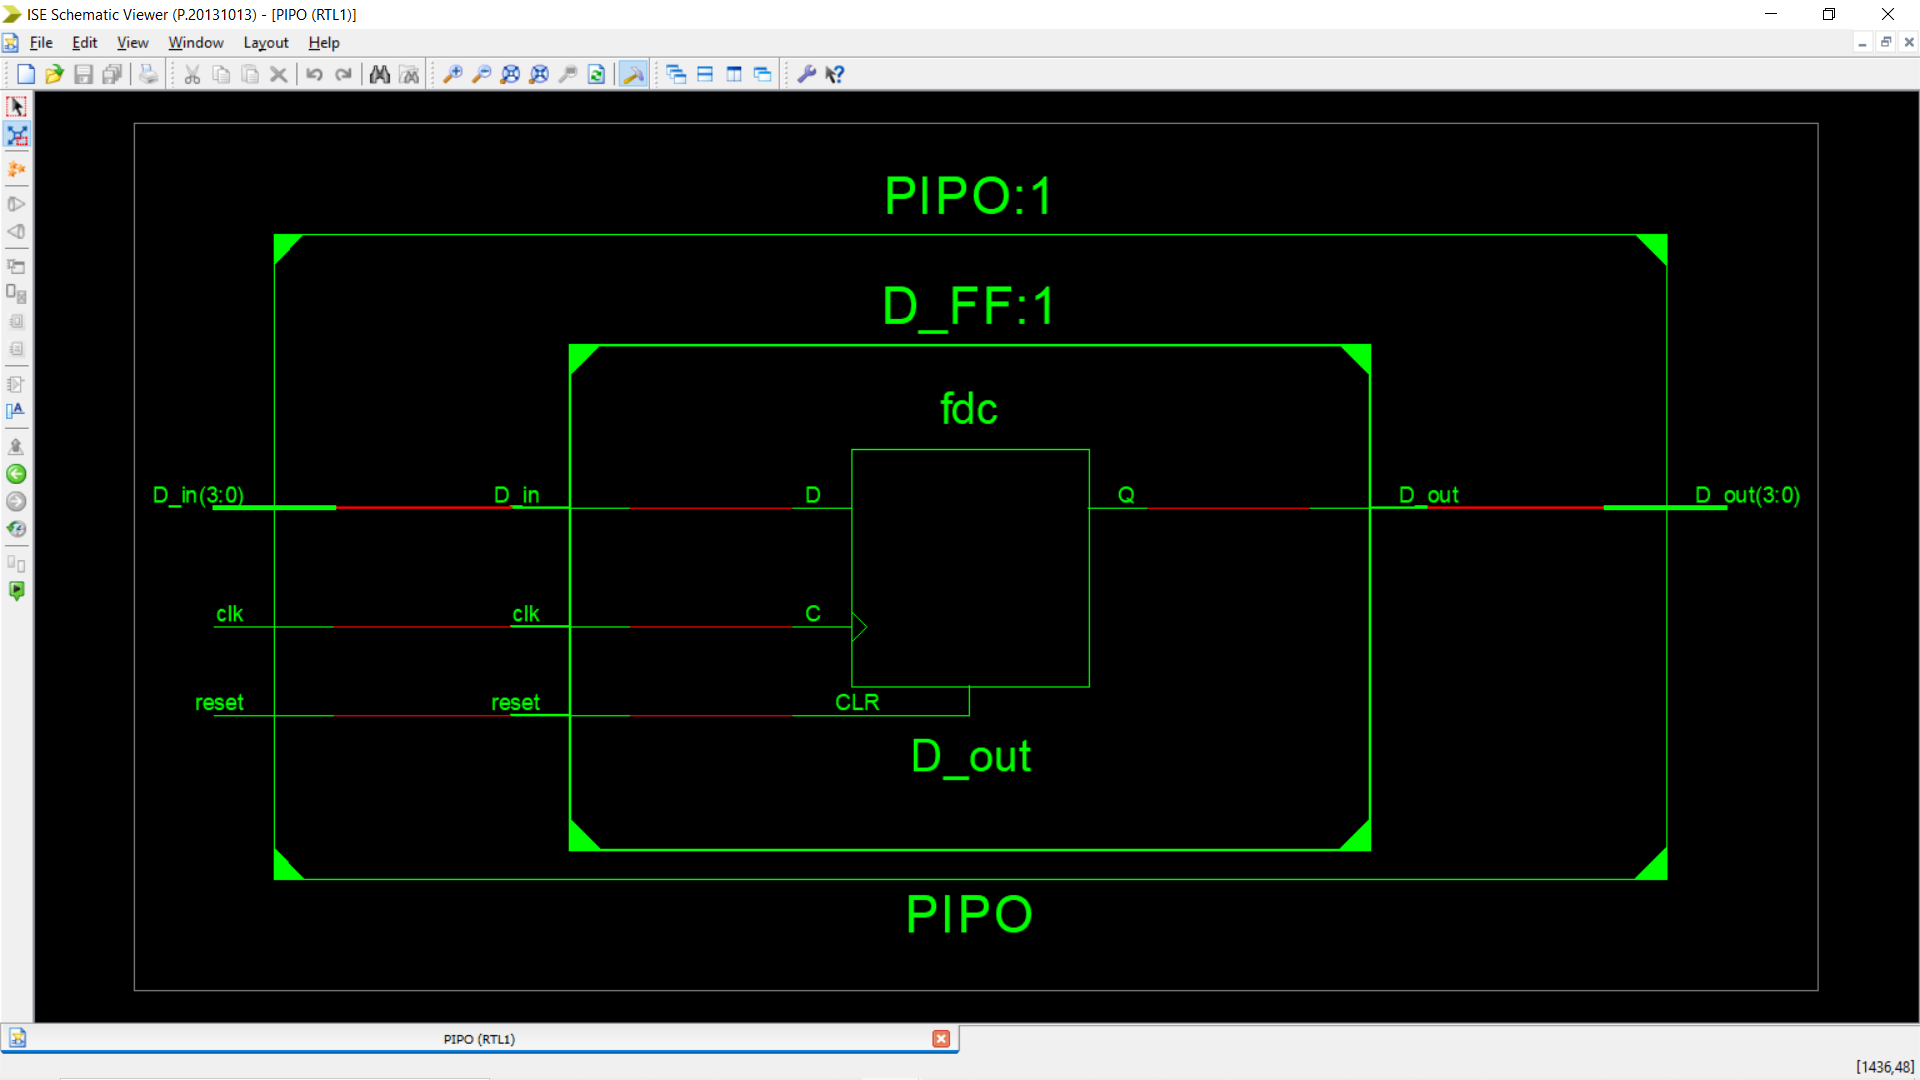 ISE Schematic Viewer (P.20131013) - [PIPO (RTL1)]
File Edit View Window Layout Help
PIPO:1
D_FF:1
fdc
D_in(3:0) D_in D Q D_out D_out(3:0)
clk clk C
reset reset CLR
D_out
PIPO
PIPO (RTL1)
[1436,48]